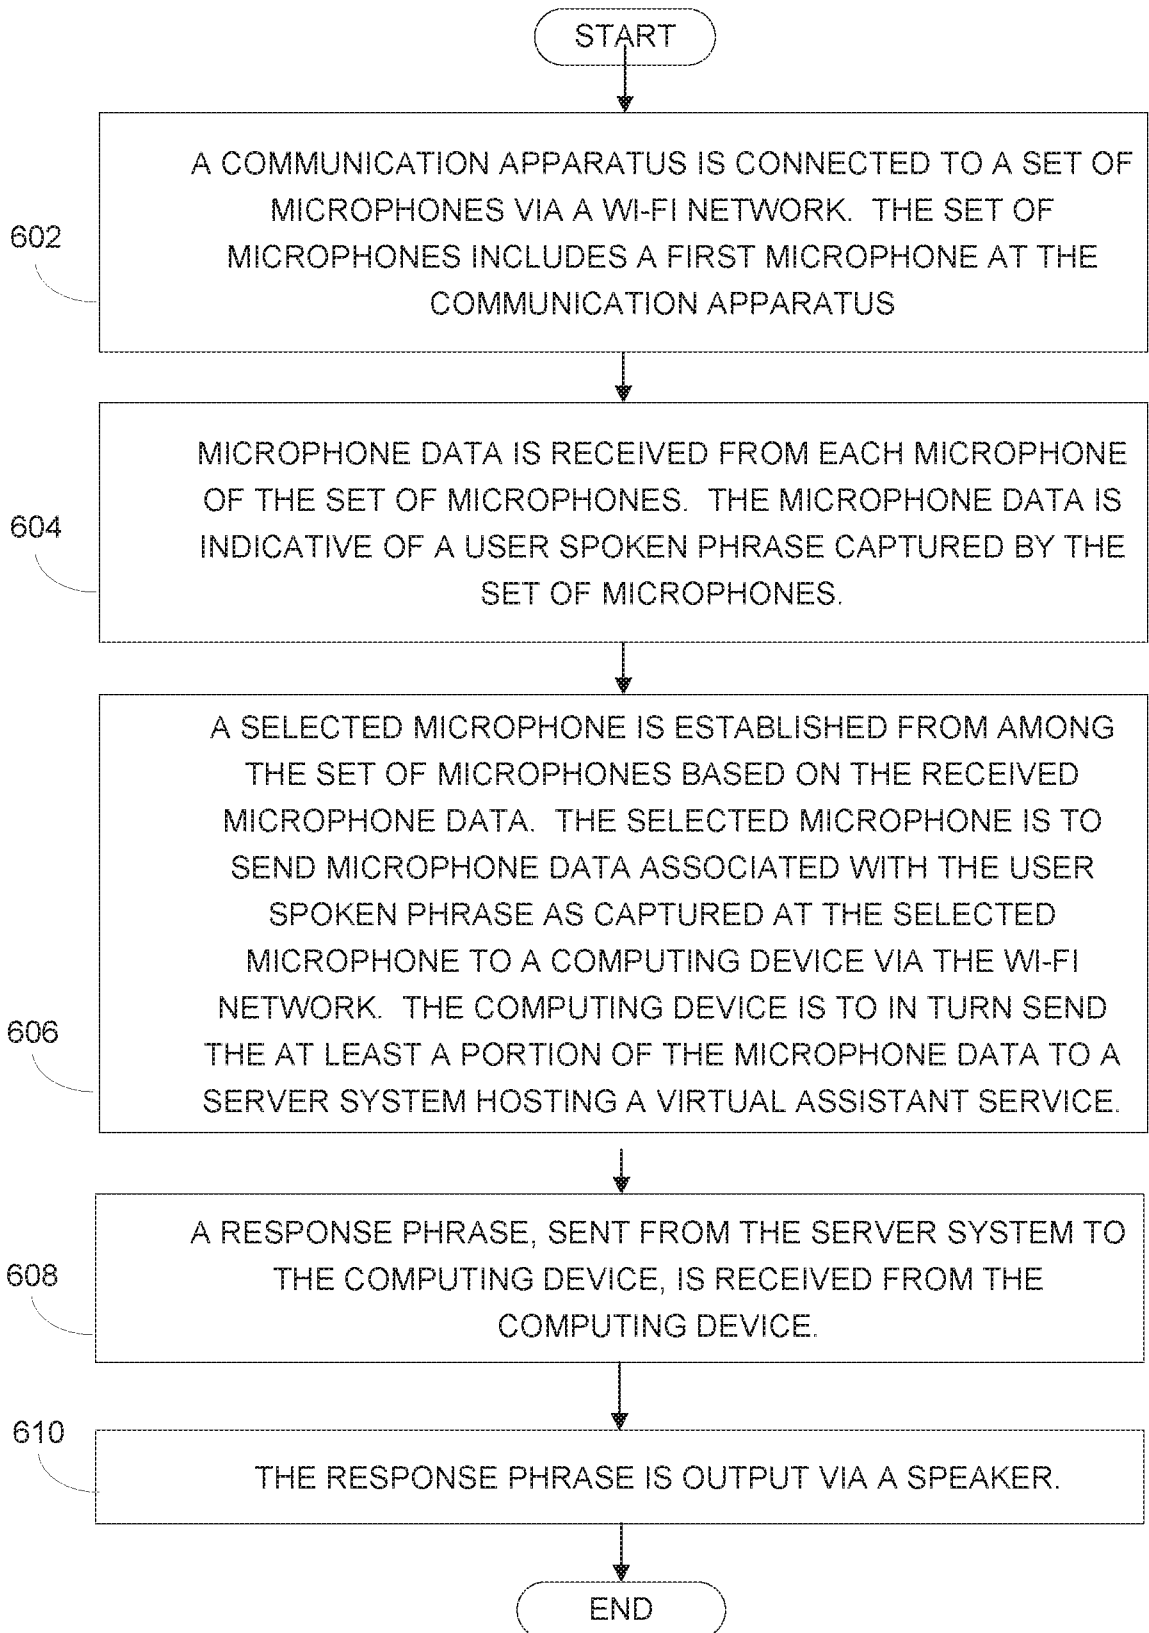 START
A COMMUNICATION APPARATUS IS CONNECTED TO A SET OF
MICROPHONES VIA A WI-FI NETWORK. THE SET OF
MICROPHONES INCLUDES A FIRST MICROPHONE AT THE
COMMUNICATION APPARATUS
602
MICROPHONE DATA IS RECEIVED FROM EACH MICROPHONE
OF THE SET OF MICROPHONES. THE MICROPHONE DATA IS
INDICATIVE OF A USER SPOKEN PHRASE CAPTURED BY THE
SET OF MICROPHONES.
604
A SELECTED MICROPHONE IS ESTABLISHED FROM AMONG
THE SET OF MICROPHONES BASED ON THE RECEIVED
MICROPHONE DATA. THE SELECTED MICROPHONE IS TO
SEND MICROPHONE DATA ASSOCIATED WITH THE USER
SPOKEN PHRASE AS CAPTURED AT THE SELECTED
MICROPHONE TO A COMPUTING DEVICE VIA THE WI-FI
NETWORK. THE COMPUTING DEVICE IS TO IN TURN SEND
THE AT LEAST A PORTION OF THE MICROPHONE DATA TO A
SERVER SYSTEM HOSTING A VIRTUAL ASSISTANT SERVICE.
606
A RESPONSE PHRASE, SENT FROM THE SERVER SYSTEM TO
THE COMPUTING DEVICE, IS RECEIVED FROM THE
COMPUTING DEVICE.
608
THE RESPONSE PHRASE IS OUTPUT VIA A SPEAKER.
610
END